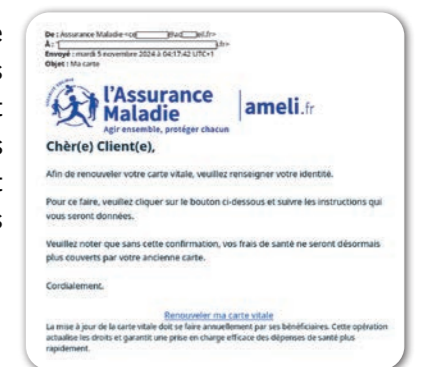 De : Assurance Maladie
À :
Envoyé : mardi 5 novembre 2024 à 04:17:42 UTC+1
Objet : Ma carte
l'Assurance
Maladie
Agir ensemble, protéger chacun
ameli.fr
Chèr(e) Client(e),
Afin de renouveler votre carte vitale, veuillez renseigner votre identité.
Pour ce faire, veuillez cliquer sur le bouton ci-dessous et suivre les instructions qui
vous seront données.
Veuillez noter que sans cette confirmation, vos frais de santé ne seront désormais
plus couverts par votre ancienne carte.
Cordialement.
Renouveler ma carte vitale
La mise à jour de la carte vitale doit se faire annuellement par ses bénéficiaires. Cette opération
actualise les droits et garantit une prise en charge efficace des dépenses de santé plus
rapidement.